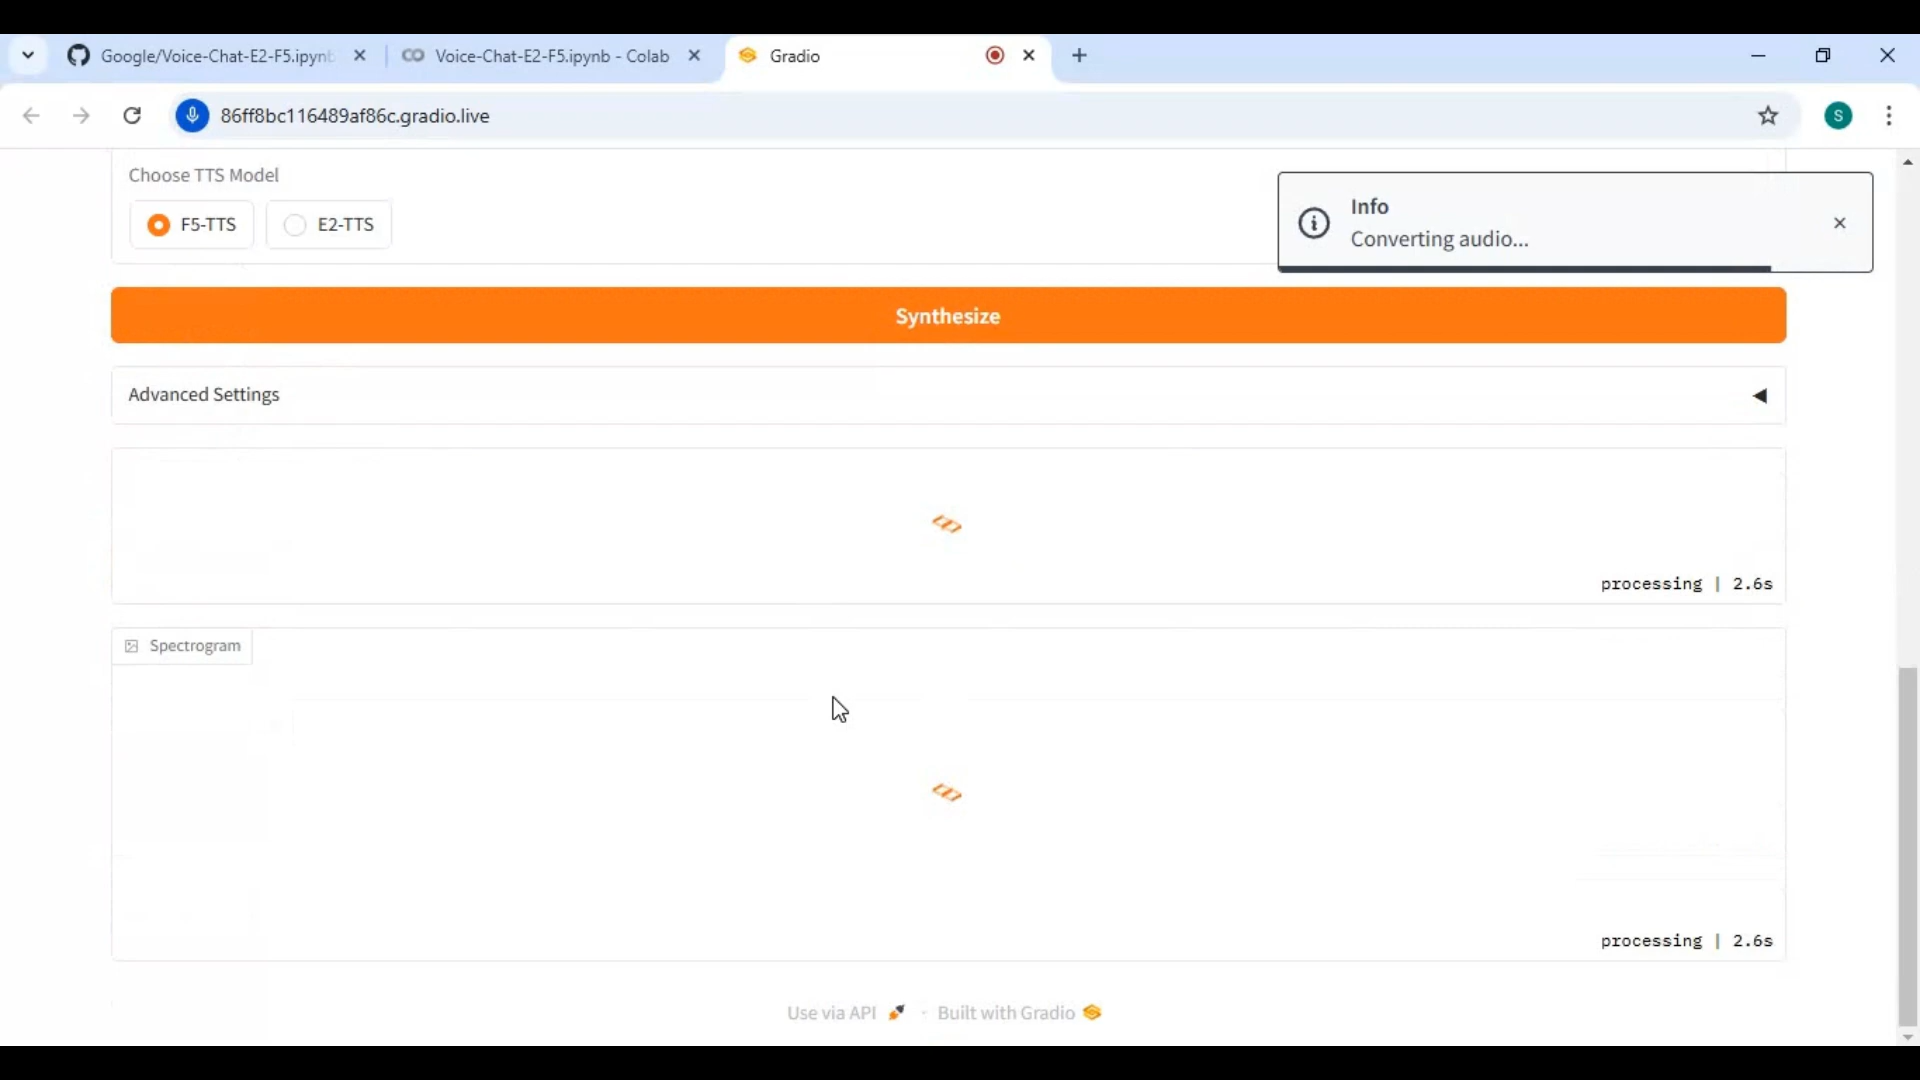 Google/Voice-Chat-E2-F5.ipynb
Voice-Chat-E2-F5.ipynb - Colab
Gradio
86ff8bc116489af86c.gradio.live
S
Choose TTS Model
F5-TTS
E2-TTS
Info
Converting audio...
Synthesize
Advanced Settings
processing | 2.6s
Spectrogram
processing | 2.6s
Use via API · Built with Gradio